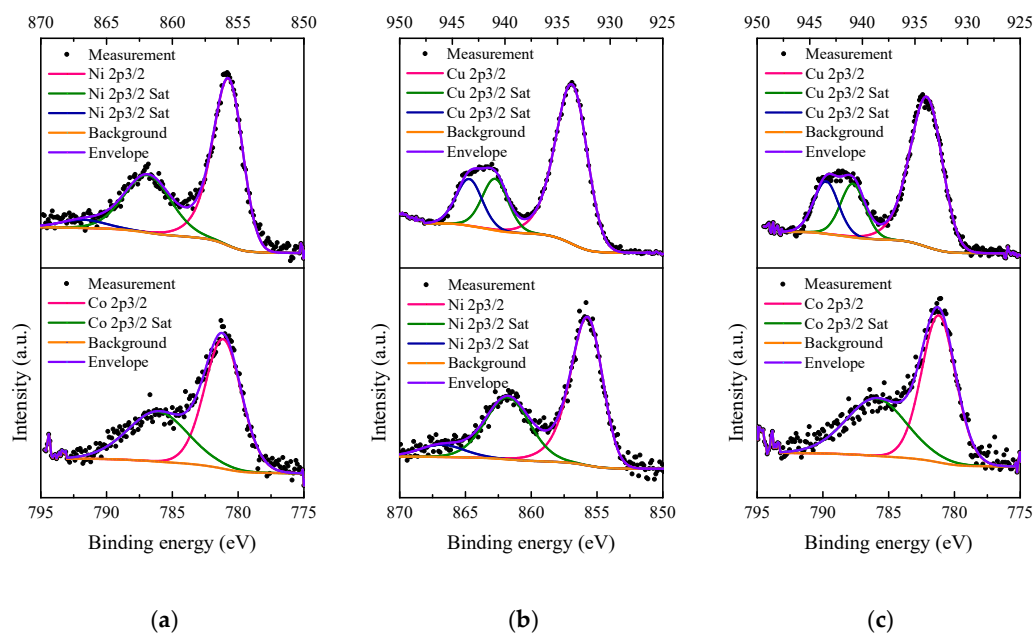 870 865 860 855 850
Measurement
Ni 2p3/2
Ni 2p3/2 Sat
Ni 2p3/2 Sat
Background
Envelope
Measurement
Co 2p3/2
Co 2p3/2 Sat
Background
Envelope
Intensity (a.u.)
795 790 785 780 775
Binding energy (eV)
(a)
950 945 940 935 930 925
Measurement
Cu 2p3/2
Cu 2p3/2 Sat
Cu 2p3/2 Sat
Background
Envelope
Measurement
Ni 2p3/2
Ni 2p3/2 Sat
Ni 2p3/2 Sat
Background
Envelope
Intensity (a.u.)
870 865 860 855 850
Binding energy (eV)
(b)
950 945 940 935 930 925
Measurement
Cu 2p3/2
Cu 2p3/2 Sat
Cu 2p3/2 Sat
Background
Envelope
Measurement
Co 2p3/2
Co 2p3/2 Sat
Background
Envelope
Intensity (a.u.)
795 790 785 780 775
Binding energy (eV)
(c)